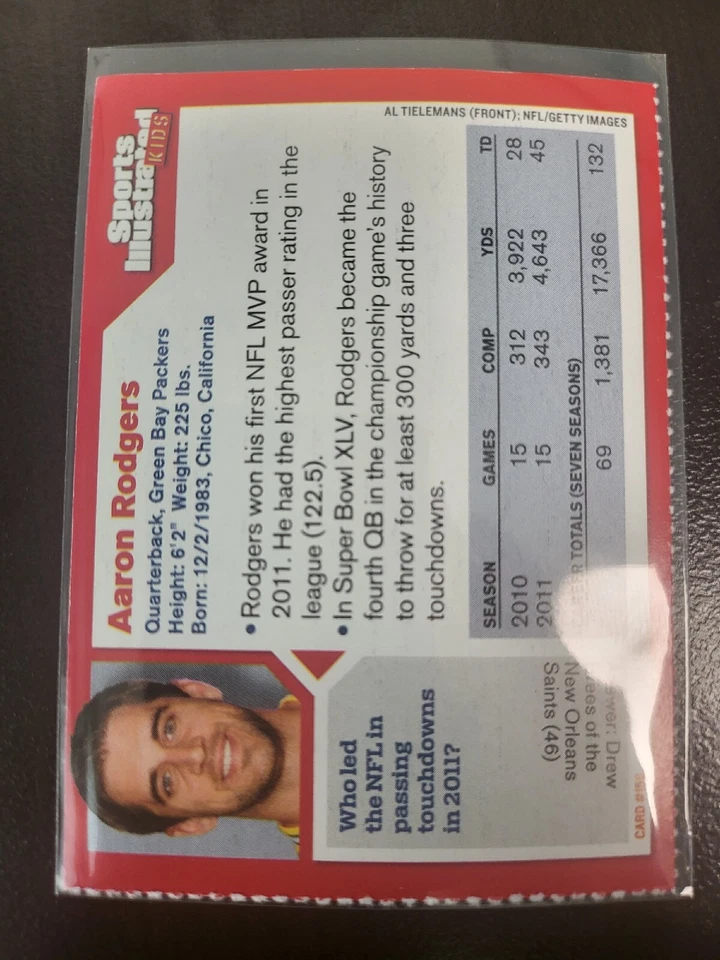 Sports
Illustrated
KIDS
Aaron Rodgers
Quarterback, Green Bay Packers
Height: 6'2" Weight: 225 lbs.
Born: 12/2/1983, Chico, California
• Rodgers won his first NFL MVP award in
2011. He had the highest passer rating in the
league (122.5).
• In Super Bowl XLV, Rodgers became the
fourth QB in the championship game's history
to throw for at least 300 yards and three
touchdowns.
SEASON GAMES COMP YDS TD
2010 15 312 3,922 28
2011 15 343 4,643 45
TOTALS (SEVEN SEASONS)
69 1,381 17,366 132
AL TIELEMANS (FRONT); NFL/GETTY IMAGES
Who led
the NFL in
passing
touchdowns
in 2011?
Drew
of the
New Orleans
Saints (46)
CARD